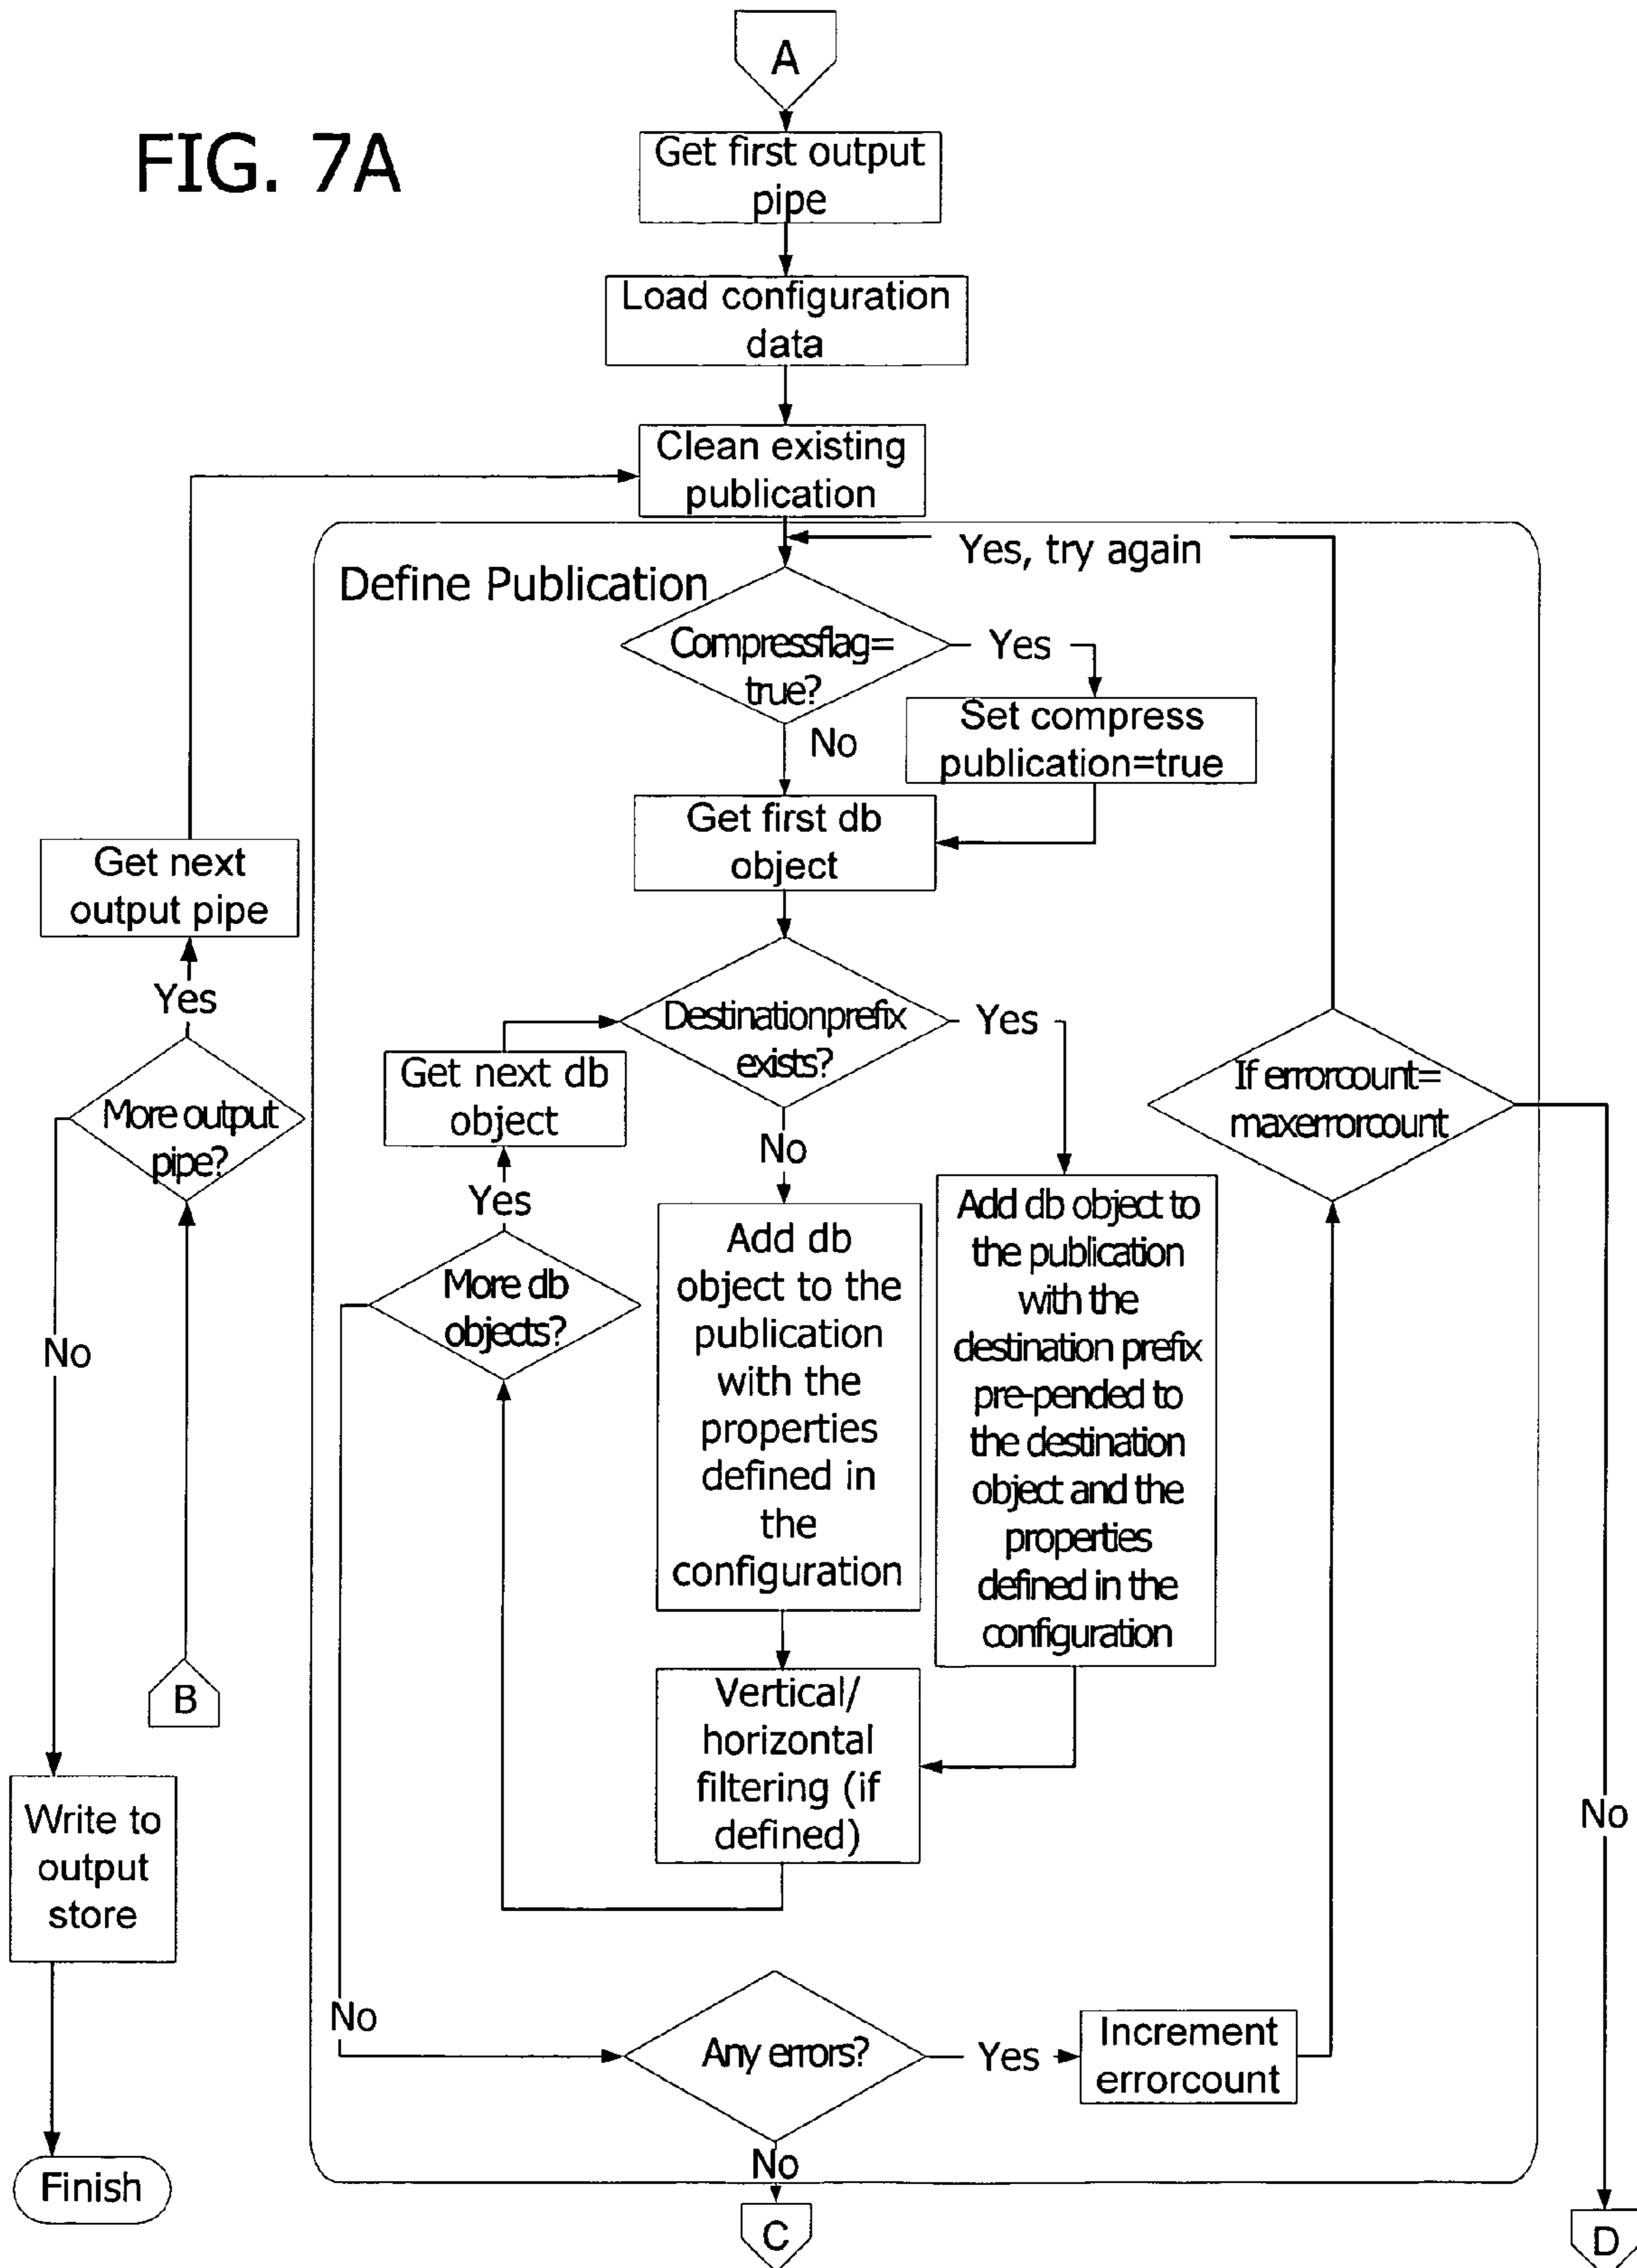 A
FIG. 7A
Get first output
pipe
Load configuration
data
Clean existing
publication
Yes, try again
Define Publication
Compressflag=
true?
Yes
Set compress
publication=true
No
Get first db
object
Get next
output pipe
Yes
Destinationprefix
exists?
Yes
Get next db
object
If errorcount=
maxerrorcount
More output
pipe?
No
Yes
Add db
object to the
publication
with the
properties
defined in
the
configuration
Add db object to
the publication
with the
destination prefix
pre-pended to
the destination
object and the
properties
defined in the
configuration
More db
objects?
No
B
Vertical/
horizontal
filtering (if
defined)
Write to
output
store
No
No
Any errors?
Yes
Increment
errorcount
No
Finish
C
D